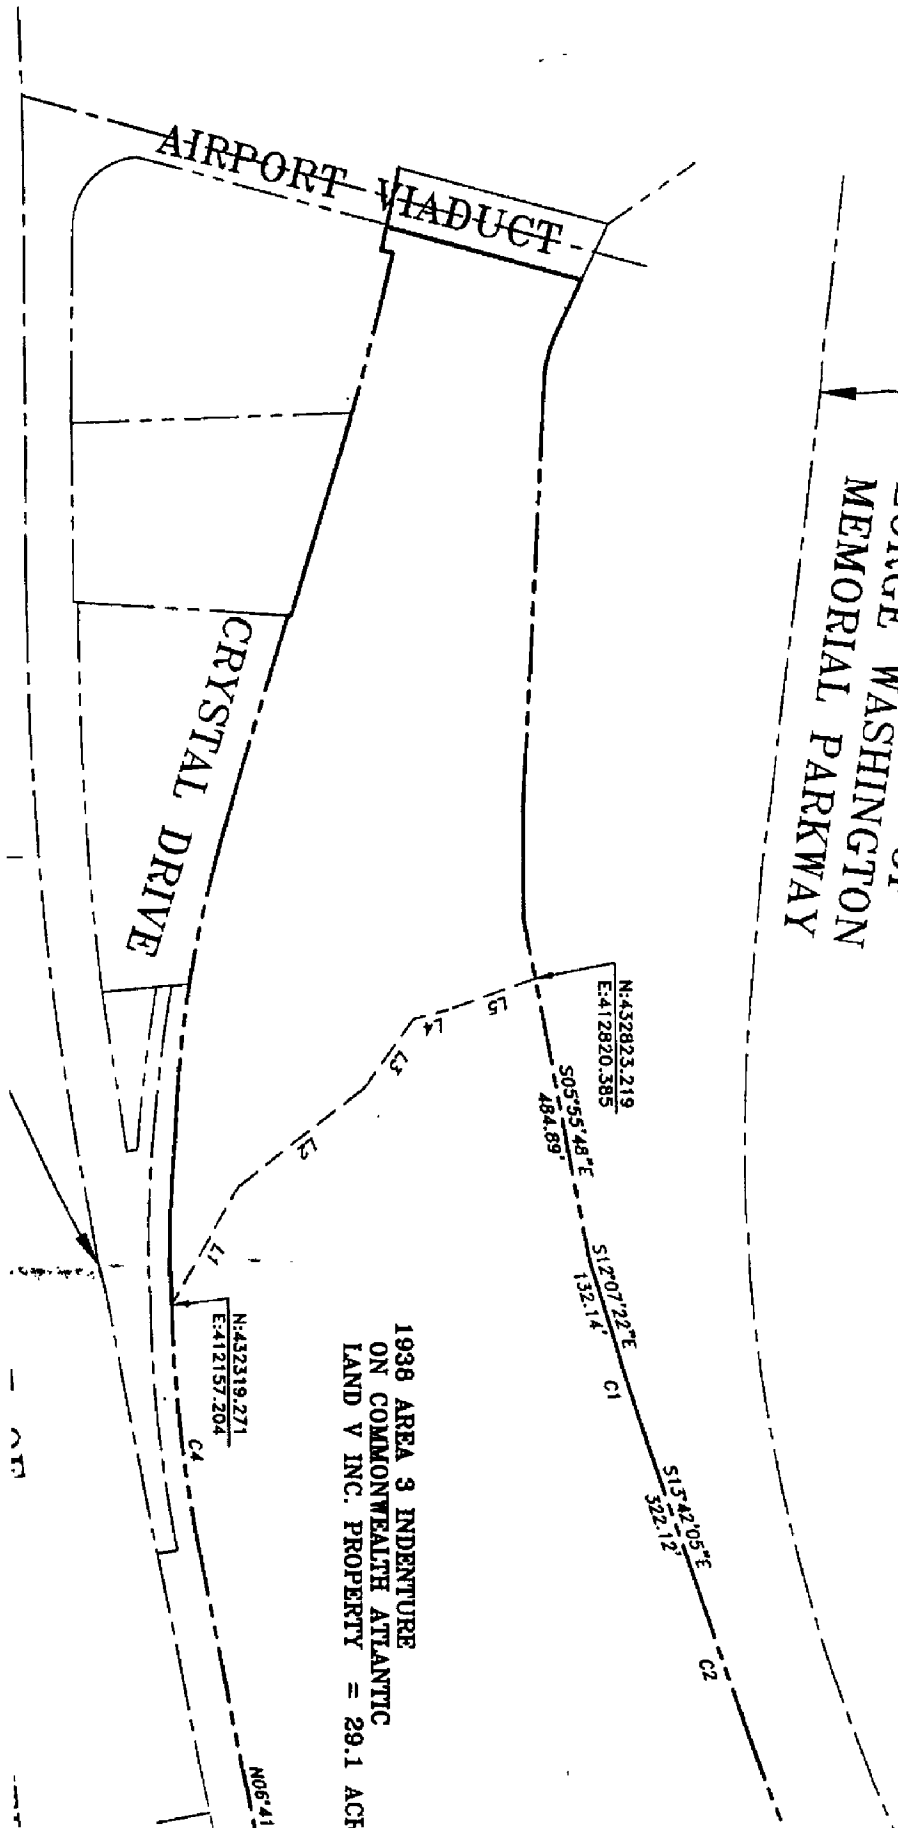 AIRPORT VIADUCT
WASHINGTON
MEMORIAL PARKWAY
CRYSTAL DRIVE
N:432823.219
E:412820.385
L5
L4
L3
L2
L1
S05°55'48"E
484.89'
S12°07'22"E
132.14'
C1
S13°42'05"E
322.12'
C2
N:432319.271
E:412157.204
C4
1938 AREA 3 INDENTURE
ON COMMONWEALTH ATLANTIC
LAND V INC. PROPERTY = 29.1
N06°41